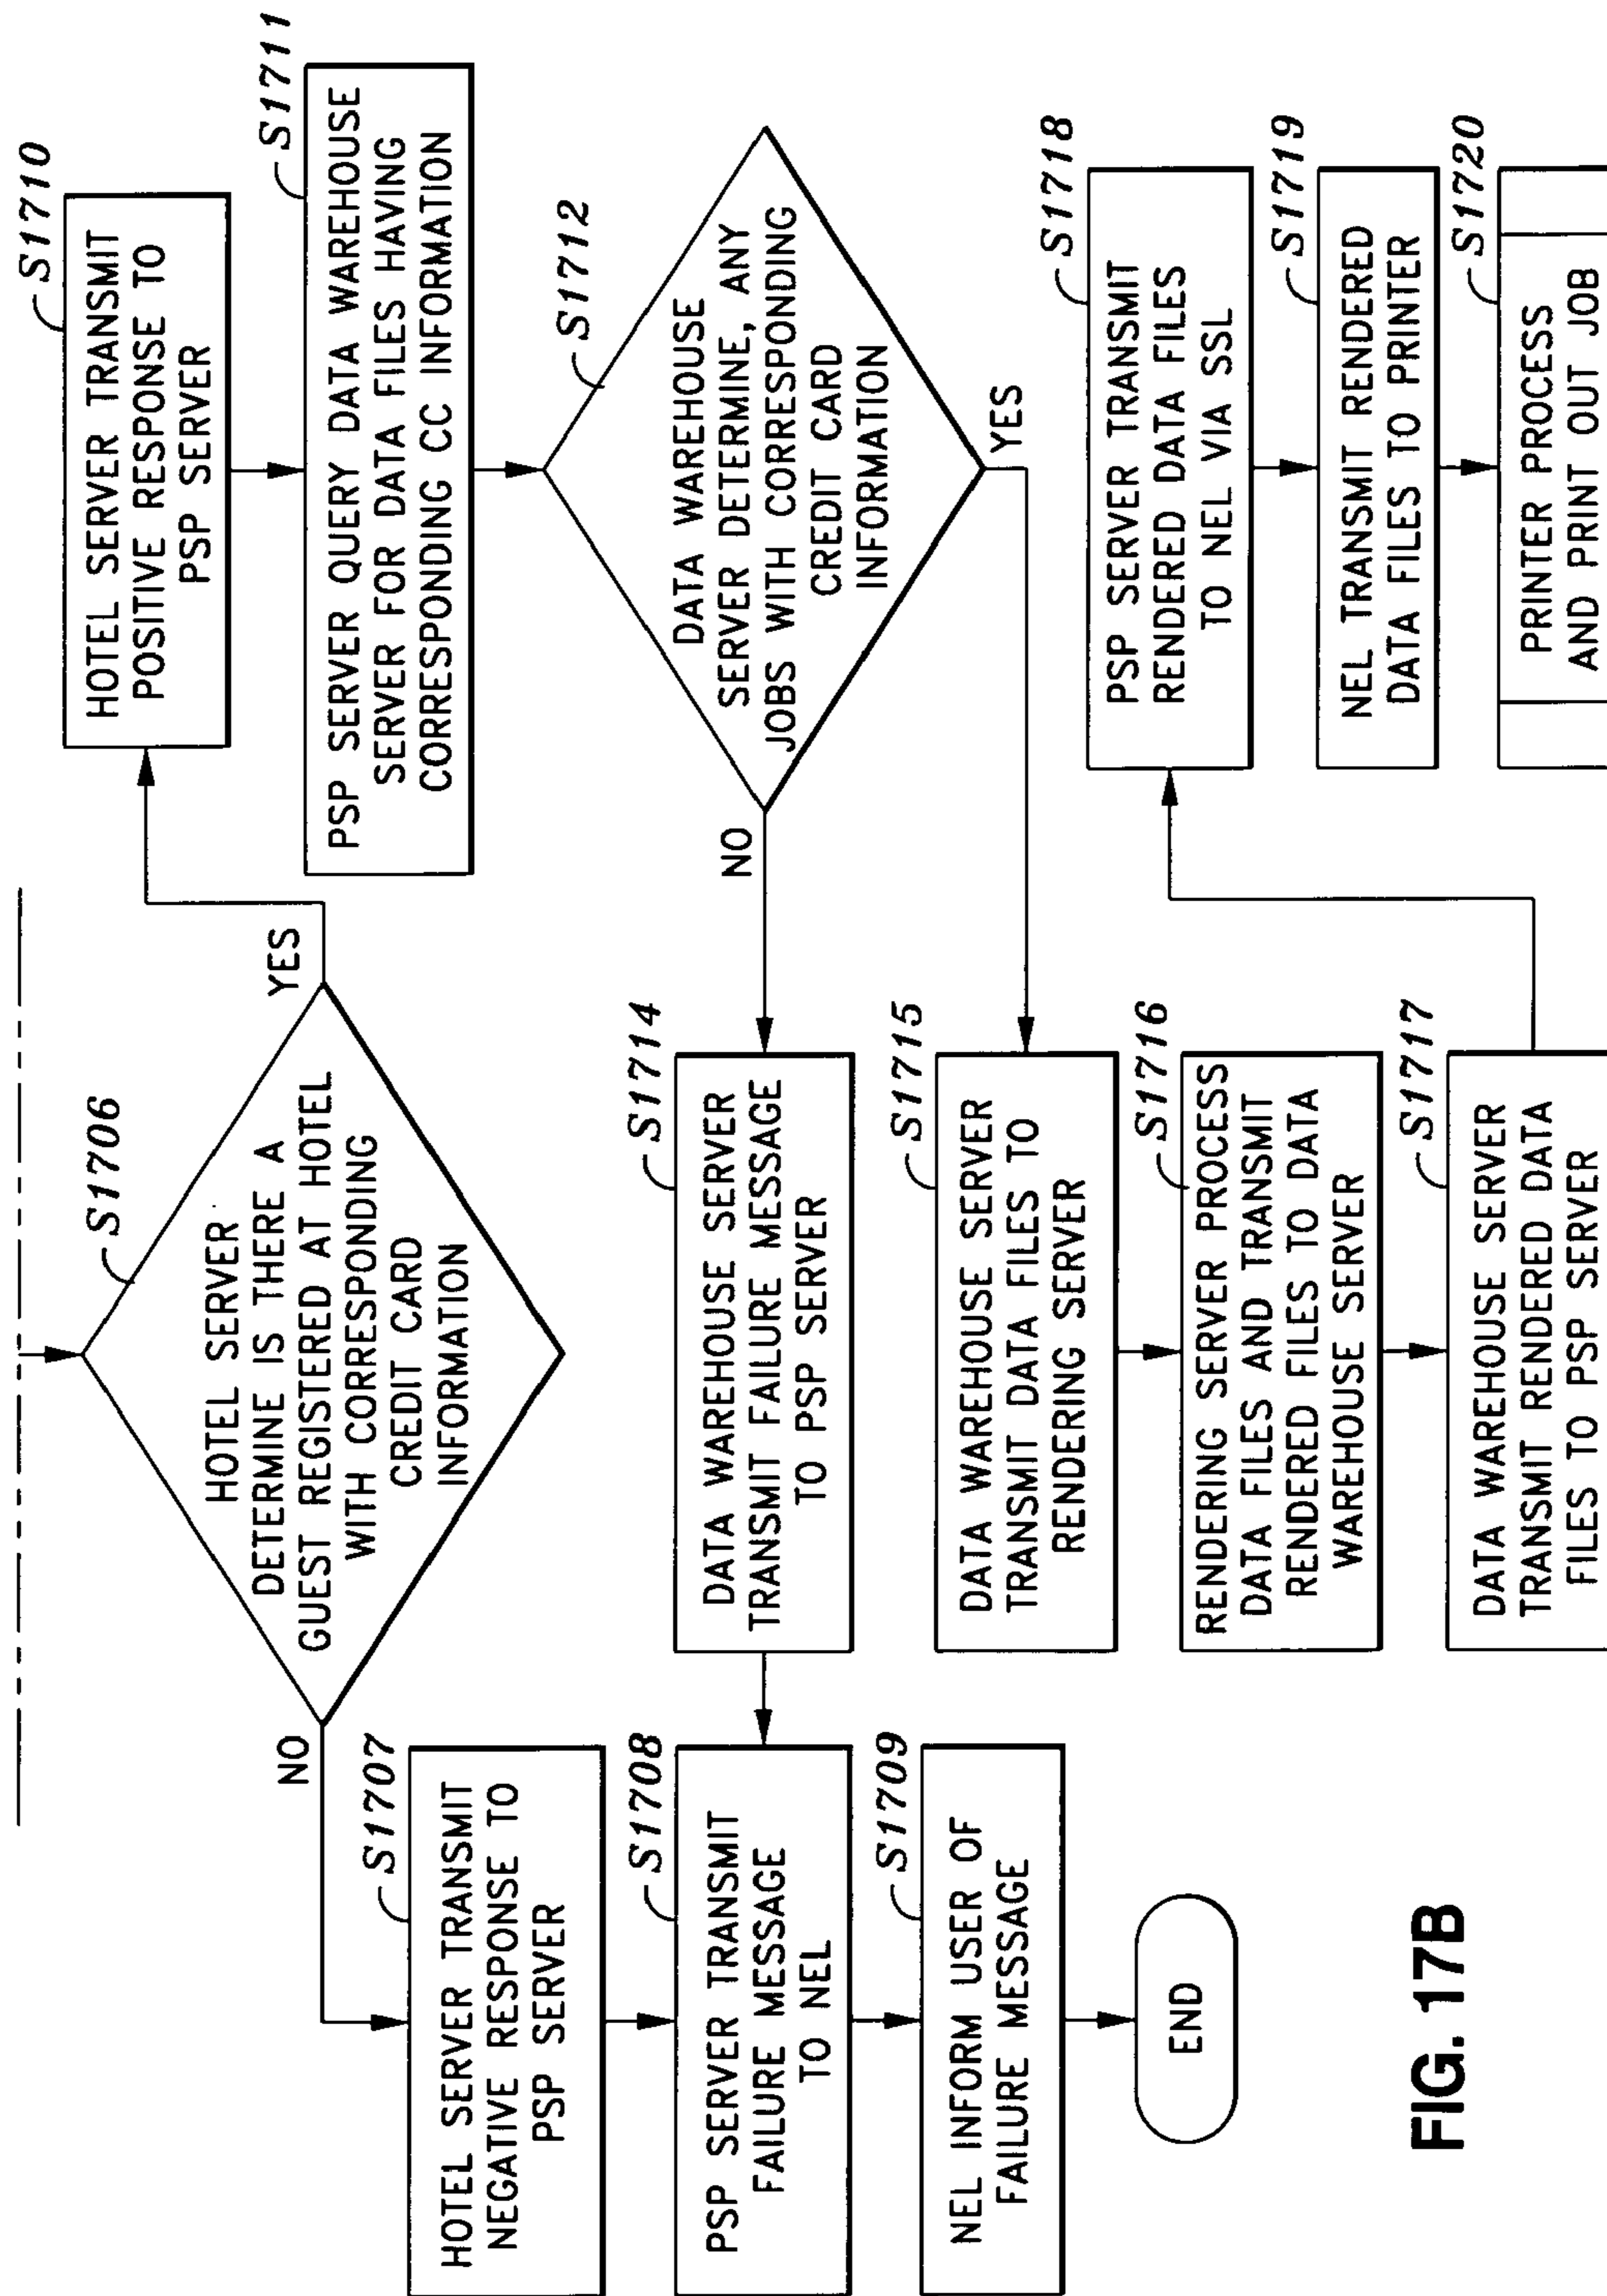 S1706
HOTEL SERVER
DETERMINE IS THERE A
GUEST REGISTERED AT HOTEL
WITH CORRESPONDING
CREDIT CARD
INFORMATION
NO
YES
S1707
HOTEL SERVER TRANSMIT
NEGATIVE RESPONSE TO
PSP SERVER
S1708
PSP SERVER TRANSMIT
FAILURE MESSAGE
TO NEL
S1709
NEL INFORM USER OF
FAILURE MESSAGE
END
S1710
HOTEL SERVER TRANSMIT
POSITIVE RESPONSE TO
PSP SERVER
S1711
PSP SERVER QUERY DATA WAREHOUSE
SERVER FOR DATA FILES HAVING
CORRESPONDING CC INFORMATION
S1712
DATA WAREHOUSE
SERVER DETERMINE, ANY
JOBS WITH CORRESPONDING
CREDIT CARD
INFORMATION
NO
YES
S1714
DATA WAREHOUSE SERVER
TRANSMIT FAILURE MESSAGE
TO PSP SERVER
S1715
DATA WAREHOUSE SERVER
TRANSMIT DATA FILES TO
RENDERING SERVER
S1716
RENDERING SERVER PROCESS
DATA FILES AND TRANSMIT
RENDERED FILES TO DATA
WAREHOUSE SERVER
S1717
DATA WAREHOUSE SERVER
TRANSMIT RENDERED DATA
FILES TO PSP SERVER
S1718
PSP SERVER TRANSMIT
RENDERED DATA FILES
TO NEL VIA SSL
S1719
NEL TRANSMIT RENDERED
DATA FILES TO PRINTER
S1720
PRINTER PROCESS
AND PRINT OUT JOB
FIG. 17B